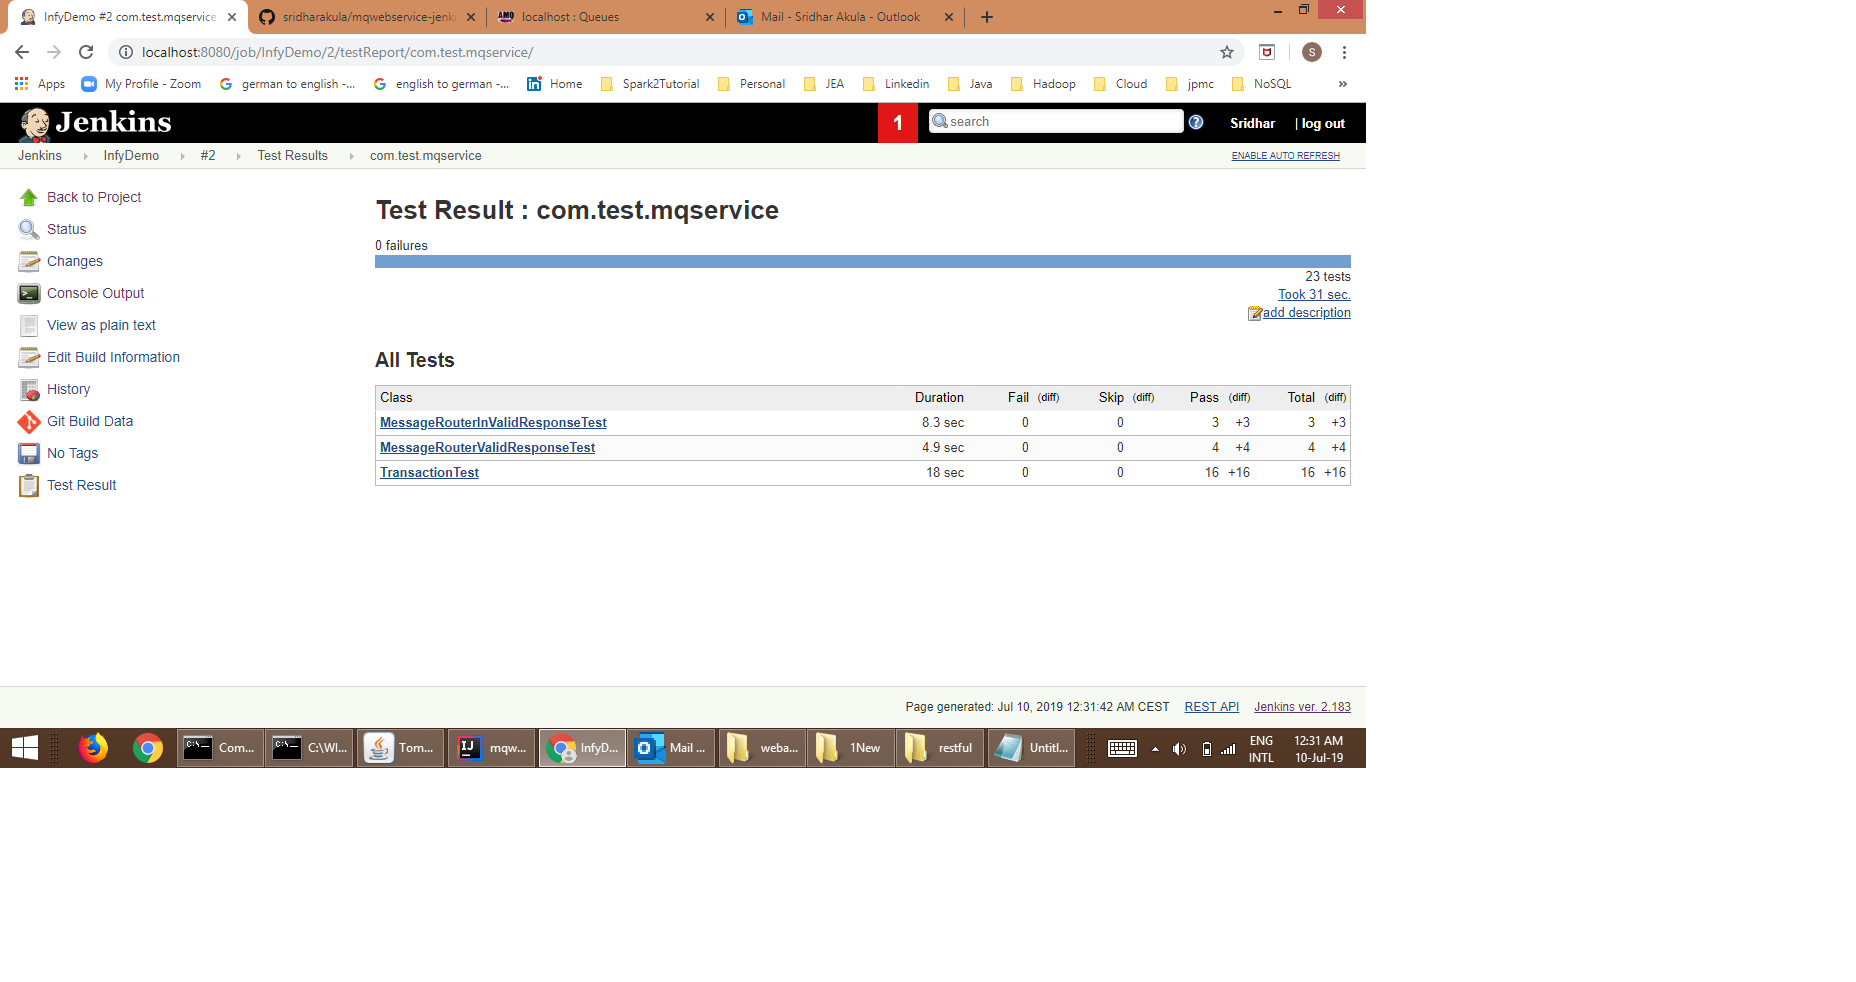 InfyDemo #2 com.test.mqservice
sridharakula/mqwebservice-jenki
AMQ localhost : Queues
Mail - Sridhar Akula - Outlook
localhost:8080/job/InfyDemo/2/testReport/com.test.mqservice/
S
Apps My Profile - Zoom german to english -... english to german -... in Home Spark2Tutorial Personal JEA Linkedin Java Hadoop Cloud jpmc NoSQL »
Jenkins 1 search ? Sridhar | log out
Jenkins InfyDemo #2 Test Results com.test.mqservice ENABLE AUTO REFRESH
Back to Project
Status
Changes
Console Output
View as plain text
Edit Build Information
History
Git Build Data
No Tags
Test Result
Test Result : com.test.mqservice
0 failures
23 tests
Took 31 sec.
add description
All Tests
Class Duration Fail (diff) Skip (diff) Pass (diff) Total (diff)
MessageRouterInValidResponseTest 8.3 sec 0 0 3 +3 3 +3
MessageRouterValidResponseTest 4.9 sec 0 0 4 +4 4 +4
TransactionTest 18 sec 0 0 16 +16 16 +16
Page generated: Jul 10, 2019 12:31:42 AM CEST REST API Jenkins ver. 2.183
Com... C:\WI... Tom... IJ mqw... InfyD... Mail ... weba... 1New restful Untitl...
ENG 12:31 AM
INTL 10-Jul-19